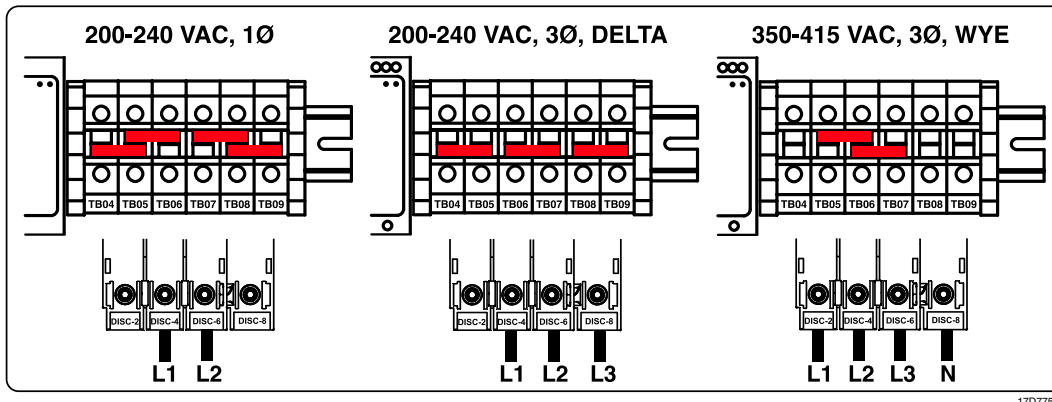 200-240 VAC, 1Ø
TB04 TB05 TB06 TB07 TB08 TB09
DISC-2 DISC-4 DISC-6 DISC-8
L1 L2
200-240 VAC, 3Ø, DELTA
TB04 TB05 TB06 TB07 TB08 TB09
DISC-2 DISC-4 DISC-6 DISC-8
L1 L2 L3
350-415 VAC, 3Ø, WYE
TB04 TB05 TB06 TB07 TB08 TB09
DISC-2 DISC-4 DISC-6 DISC-8
L1 L2 L3 N